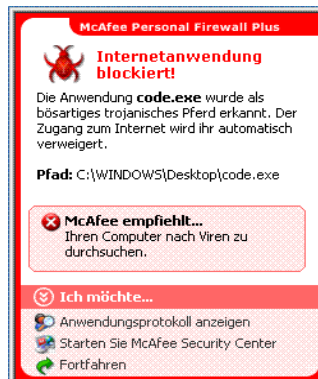 McAfee Personal Firewall Plus
Internetanwendung
blockiert!
Die Anwendung code.exe wurde als
bösartiges trojanisches Pferd erkannt. Der
Zugang zum Internet wird ihr automatisch
verweigert.
Pfad: C:\WINDOWS\Desktop\code.exe
McAfee empfiehlt...
Ihren Computer nach Viren zu
durchsuchen.
Ich möchte...
Anwendungsprotokoll anzeigen
Starten Sie McAfee Security Center
Fortfahren